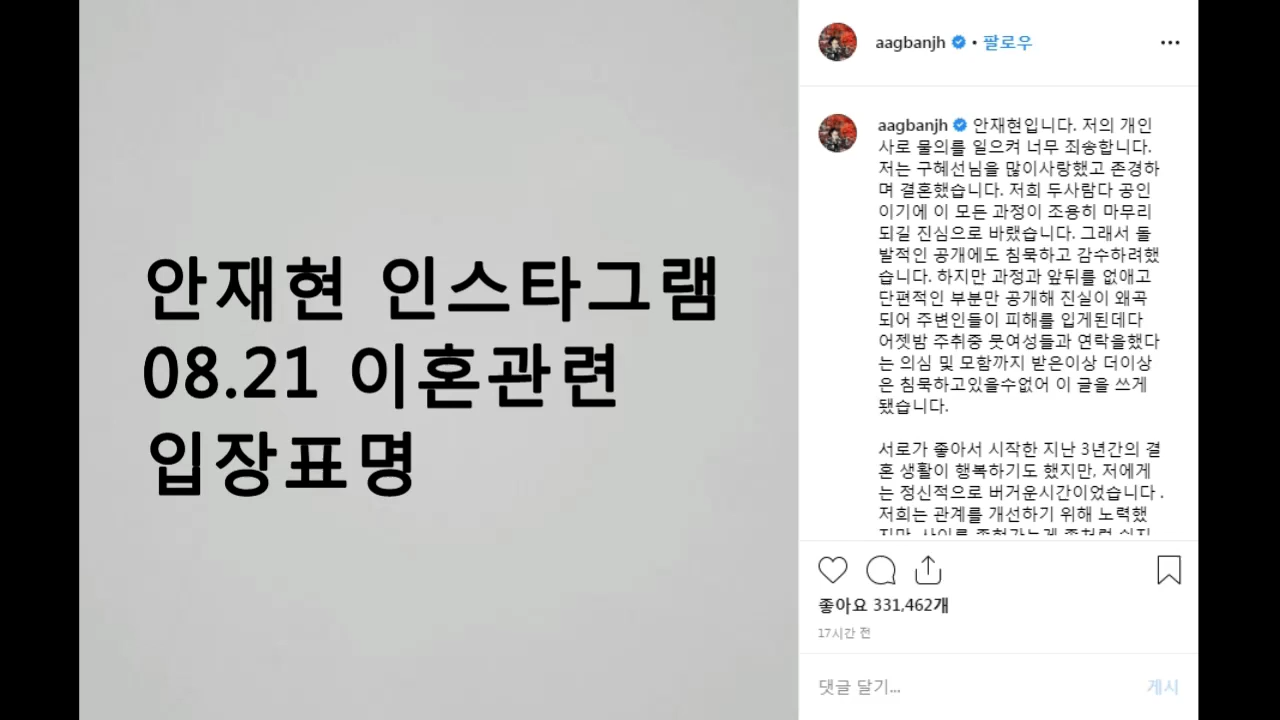 안재현 인스타그램
08.21 이혼관련
입장표명
aagbanjh • 팔로우
aagbanjh 안재현입니다. 저의 개인
사로 물의를 일으켜 너무 죄송합니다.
저는 구혜선님을 많이사랑했고 존경하
며 결혼했습니다. 저희 두사람다 공인
이기에 이 모든 과정이 조용히 마무리
되길 진심으로 바랬습니다. 그래서 돌
발적인 공개에도 침묵하고 감수하려했
습니다. 하지만 과정과 앞뒤를 없애고
단편적인 부분만 공개해 진실이 왜곡
되어 주변인들이 피해를 입게된데다
어젯밤 주취중 뭇여성들과 연락을했다
는 의심 및 모함까지 받은이상 더이상
은 침묵하고있을수없어 이 글을 쓰게
됐습니다.
서로가 좋아서 시작한 지난 3년간의 결
혼 생활이 행복하기도 했지만, 저에게
는 정신적으로 버거운시간이었습니다 .
저희는 관계를 개선하기 위해 노력했
좋아요 331,462개
17시간 전
댓글 달기...
게시